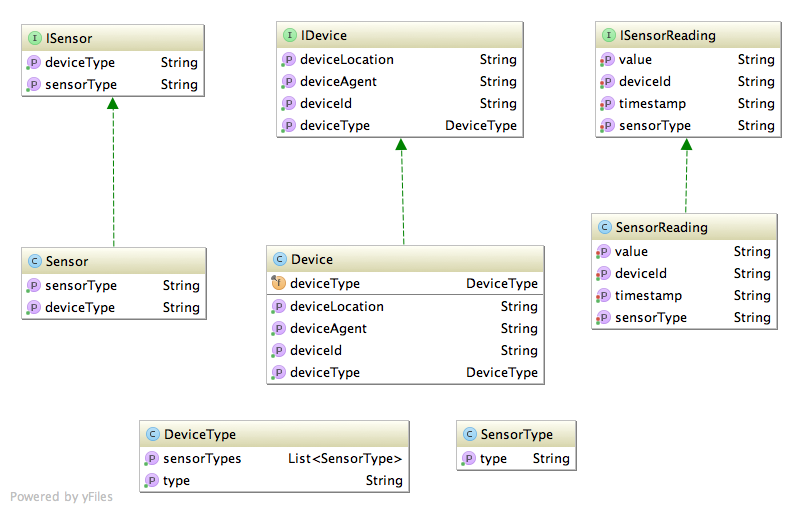 ISensor
deviceType String
sensorType String
IDevice
deviceLocation String
deviceAgent String
deviceId String
deviceType DeviceType
ISensorReading
value String
deviceId String
timestamp String
sensorType String
Sensor
sensorType String
deviceType String
Device
deviceType DeviceType
deviceLocation String
deviceAgent String
deviceId String
deviceType DeviceType
SensorReading
value String
deviceId String
timestamp String
sensorType String
DeviceType
sensorTypes List<SensorType>
type String
SensorType
type String
Powered by yFiles